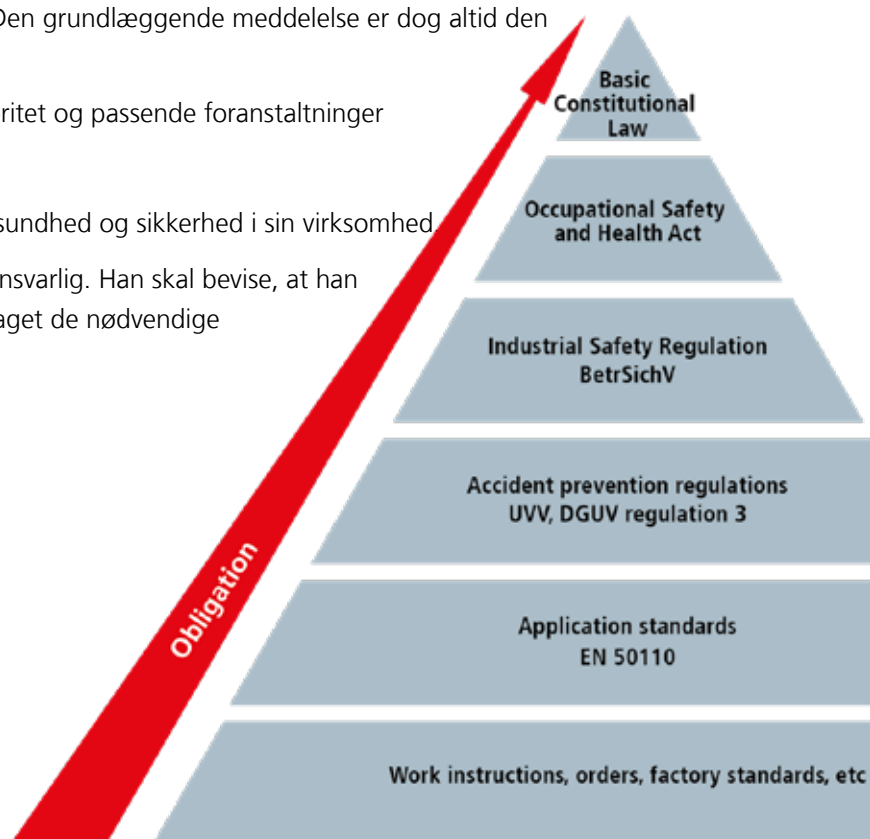 Den grundlæggende meddelelse er dog altid den
ritet og passende foranstaltninger
sundhed og sikkerhed i sin virksomhed.
nsvarlig. Han skal bevise, at han
aget de nødvendige
Basic
Constitutional
Law
Occupational Safety
and Health Act
Industrial Safety Regulation
BetrSichV
Accident prevention regulations
UVV, DGUV regulation 3
Obligation
Application standards
EN 50110
Work instructions, orders, factory standards, etc